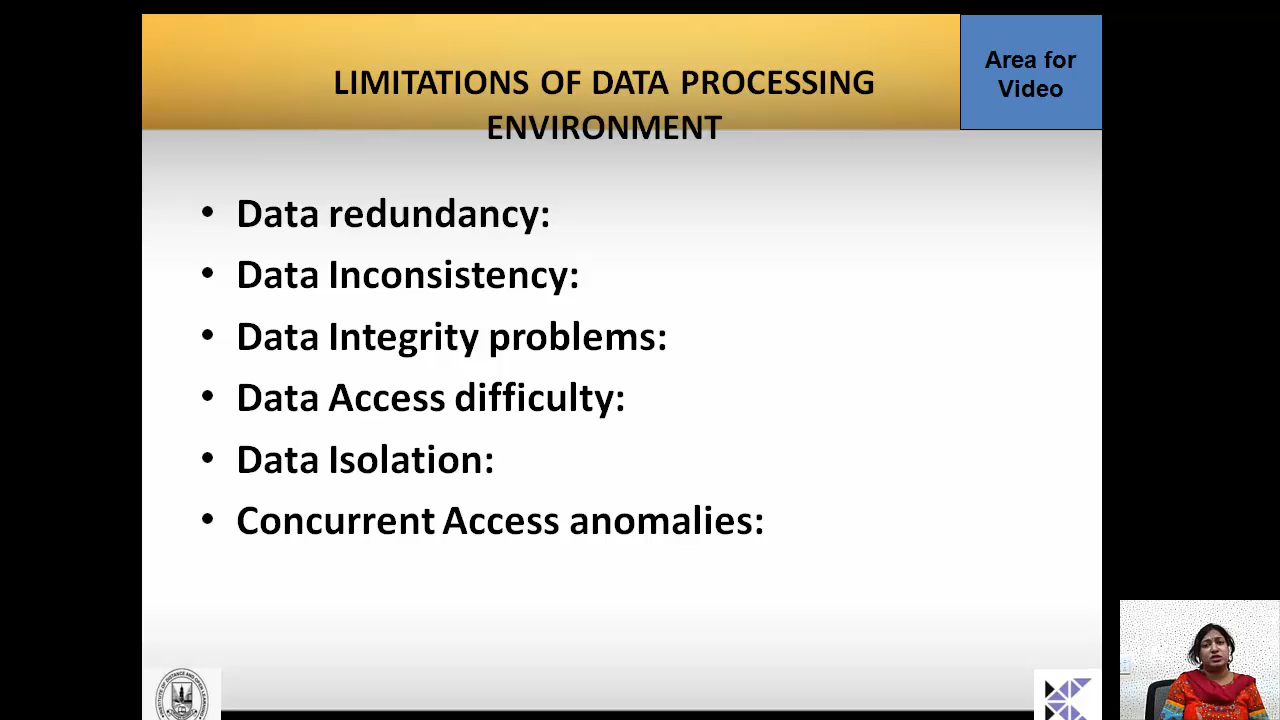 LIMITATIONS OF DATA PROCESSING
ENVIRONMENT
Area for
Video
• Data redundancy:
• Data Inconsistency:
• Data Integrity problems:
• Data Access difficulty:
• Data Isolation:
• Concurrent Access anomalies: